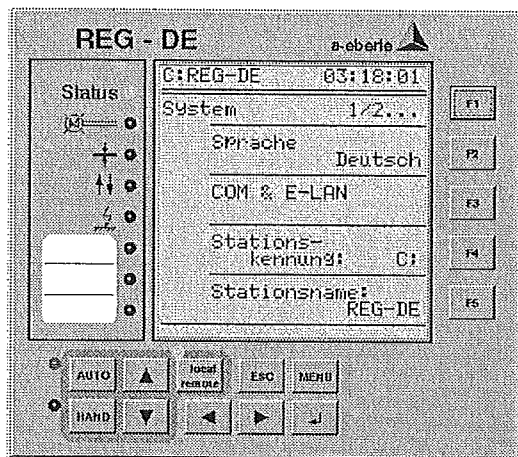 REG - DE
a-eberle
Status
M
C:REG-DE 03:18:01
System 1/2...
Sprache
Deutsch
COM & E-LAN
Stations-
kennung: C:
Stationsname:
REG-DE
F1
F2
F3
F4
F5
AUTO
local
remote
ESC
MENU
HAND